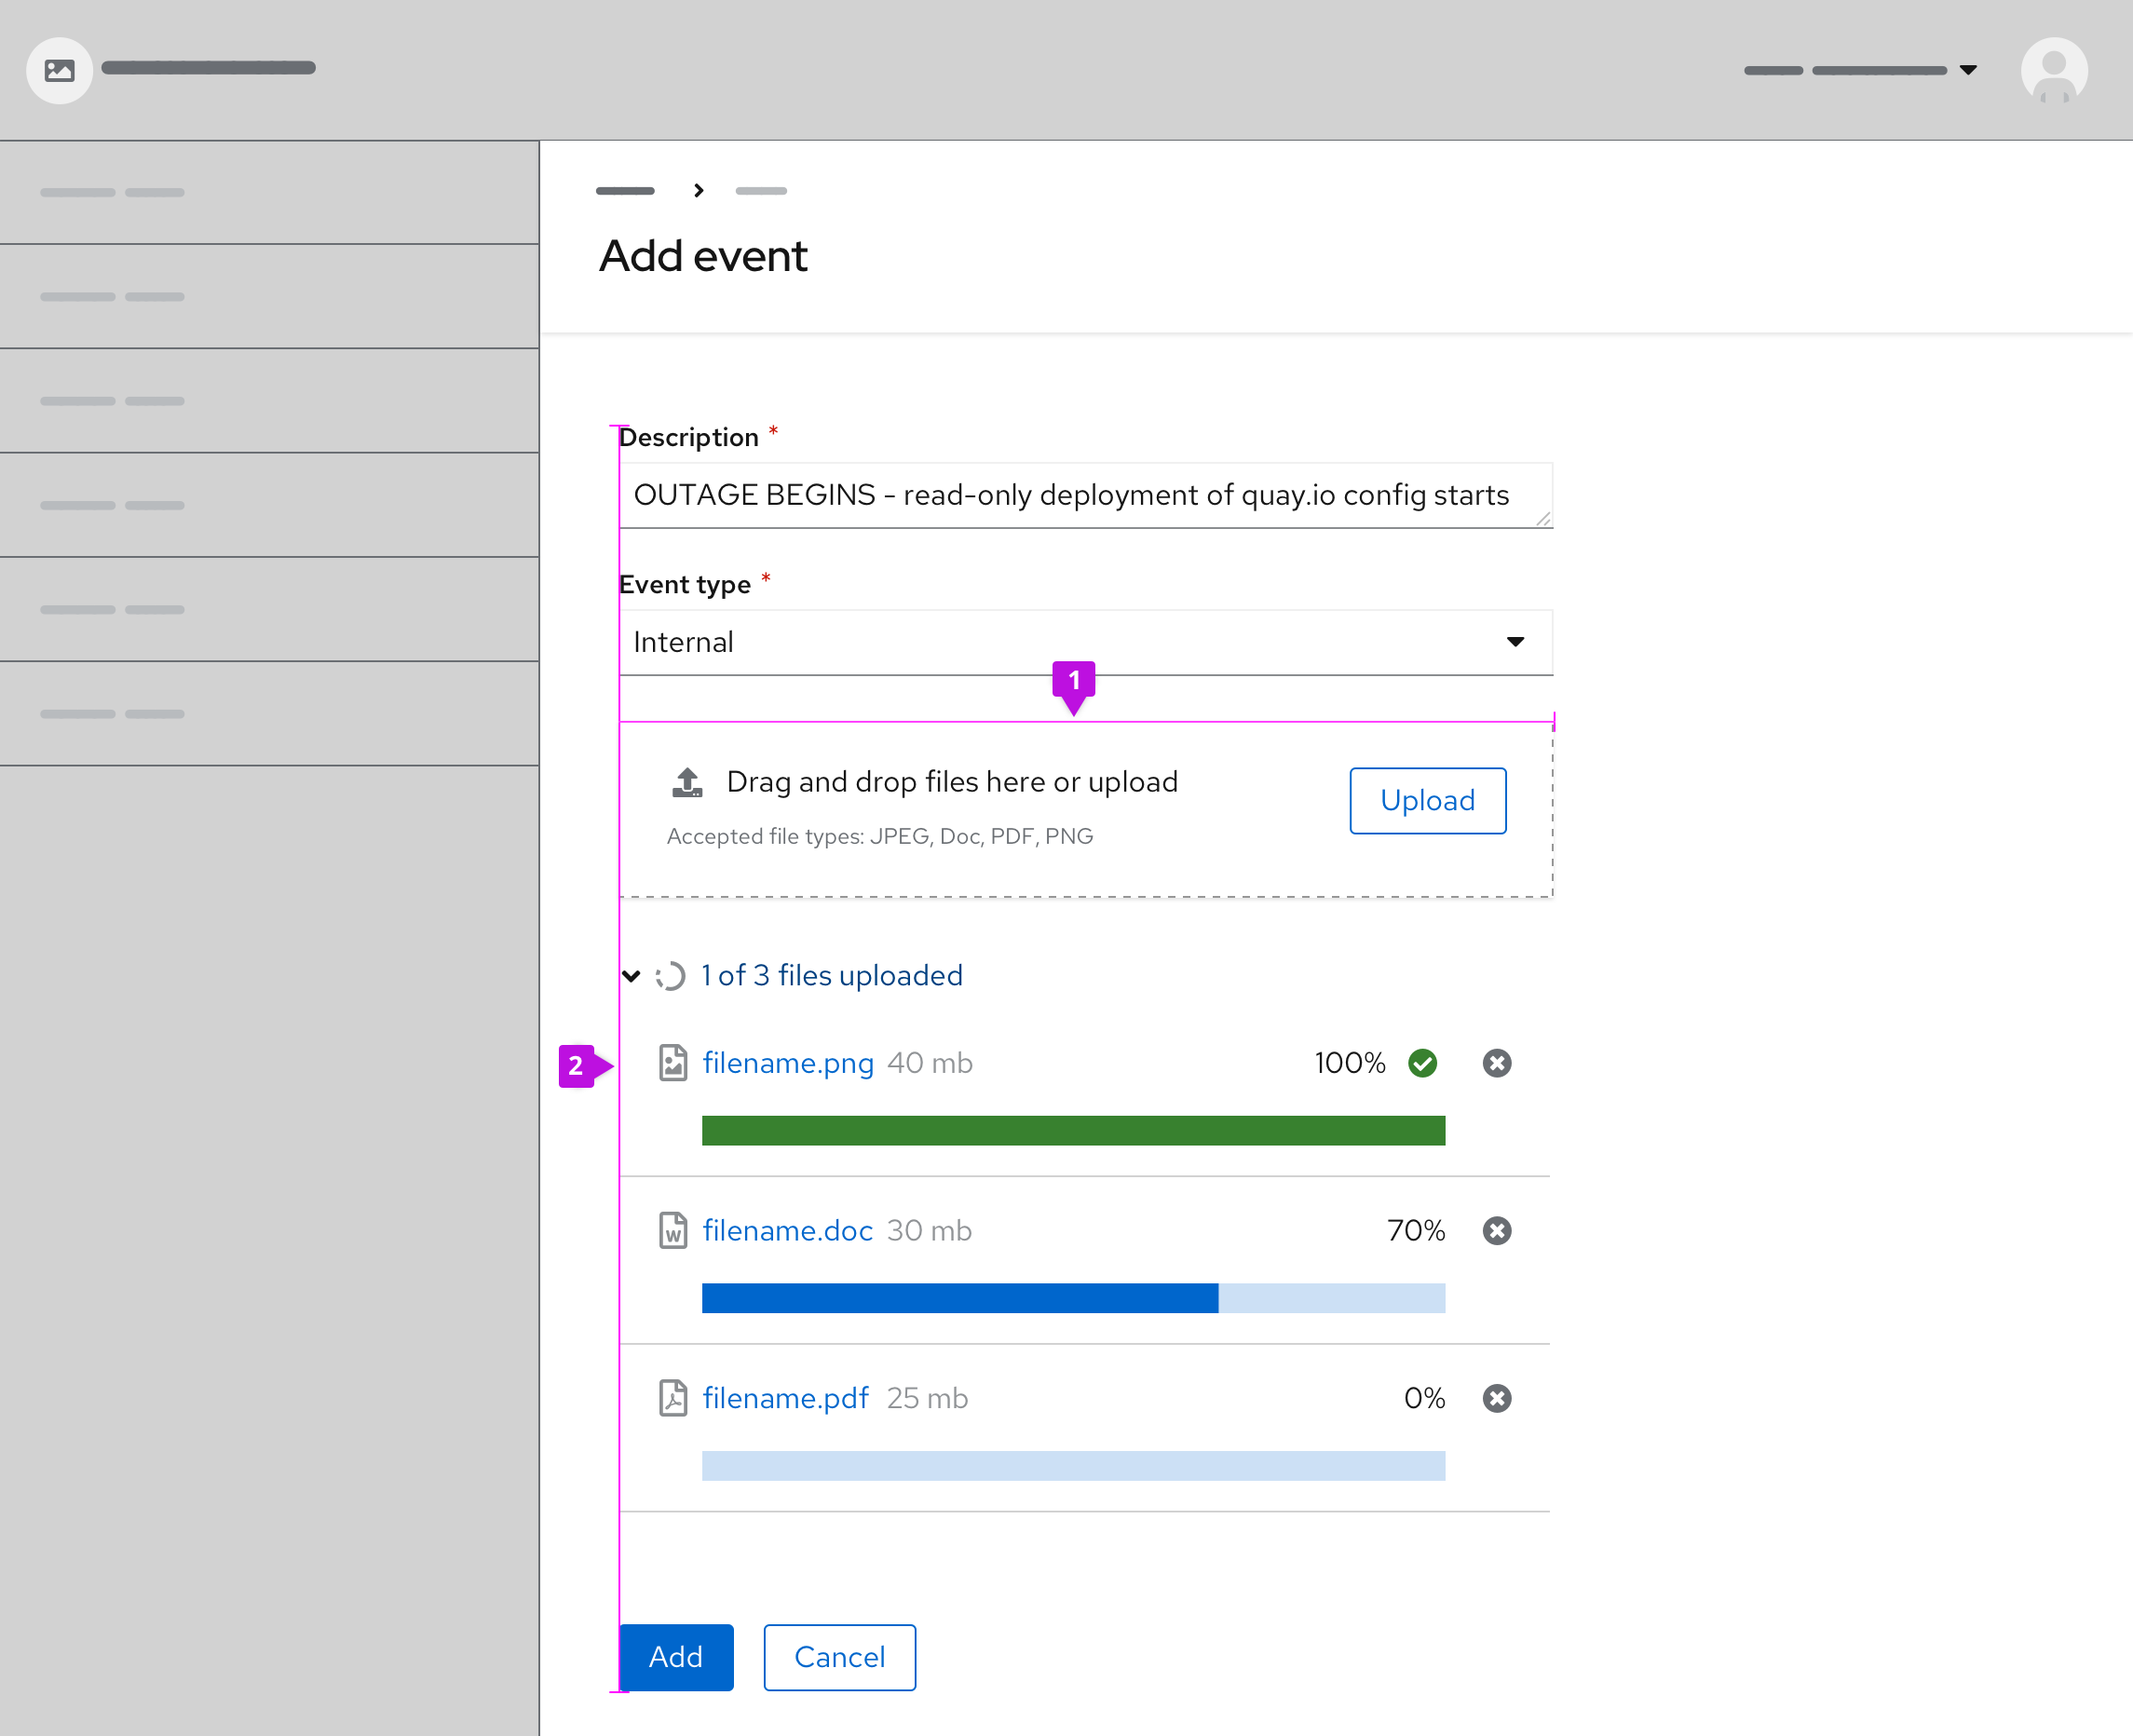 Add event
Description *
OUTAGE BEGINS - read-only deployment of quay.io config starts
Event type *
Internal
1
Drag and drop files here or upload
Upload
Accepted file types: JPEG, Doc, PDF, PNG
1 of 3 files uploaded
2
filename.png 40 mb 100%
filename.doc 30 mb 70%
filename.pdf 25 mb 0%
Add Cancel